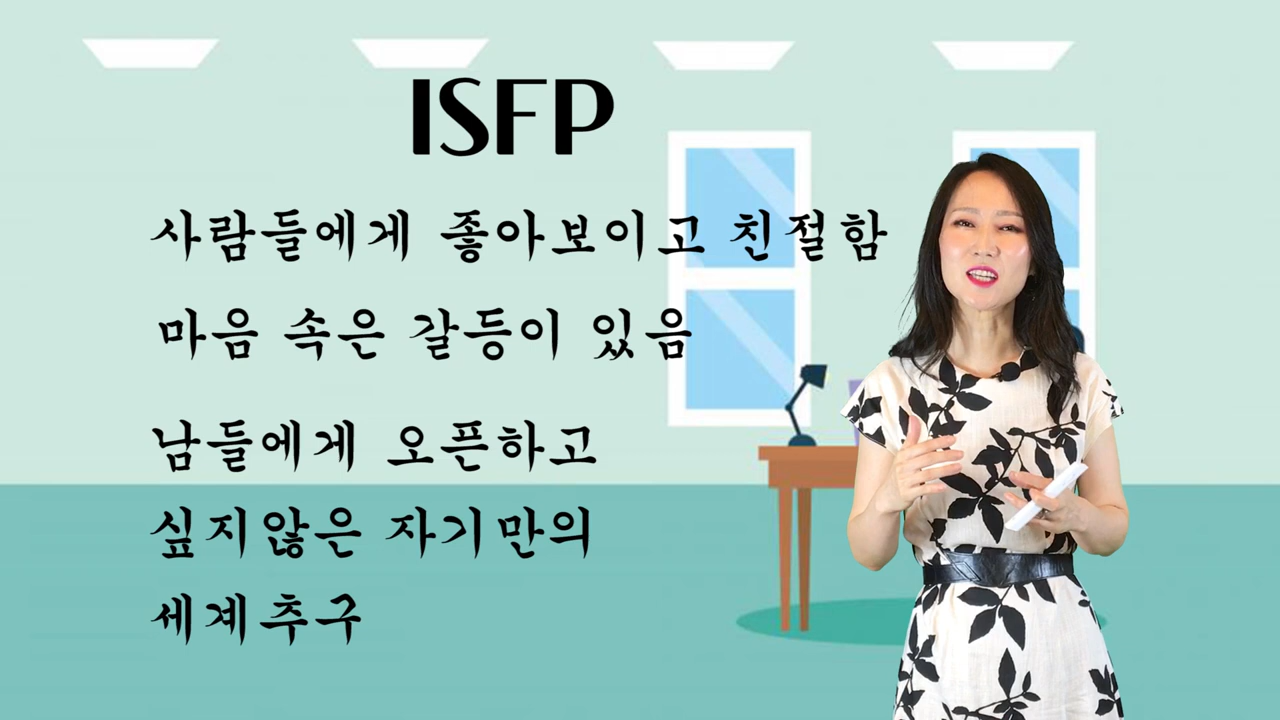 ISFP
사람들에게 좋아보이고 친절함
마음 속은 갈등이 있음
남들에게 오픈하고
싶지않은 자기만의
세계추구